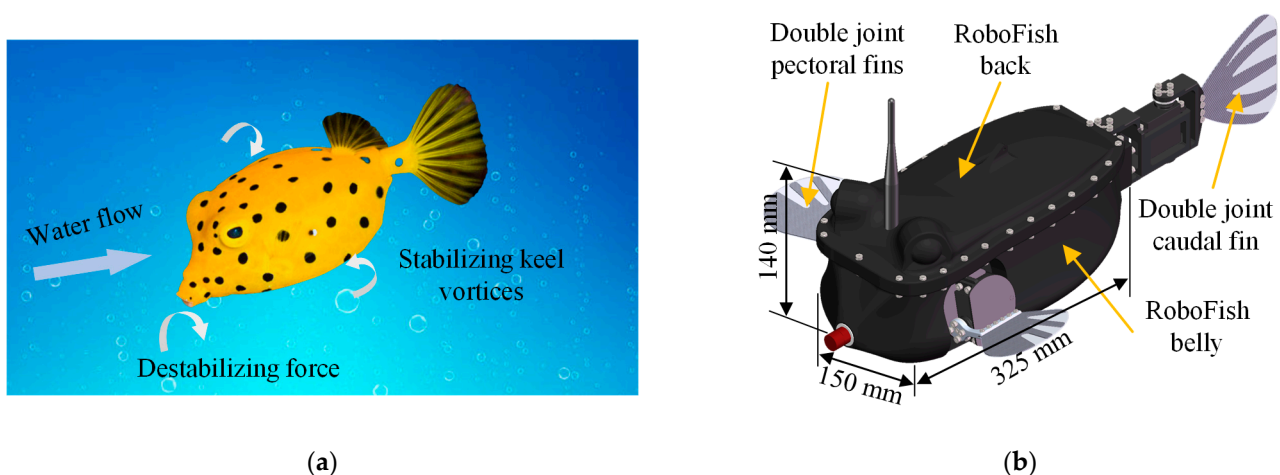 Water flow
Stabilizing keel
vortices
Destabilizing force
(a)
Double joint
pectoral fins
RoboFish
back
140 mm
Double joint
caudal fin
RoboFish
belly
150 mm
325 mm
(b)